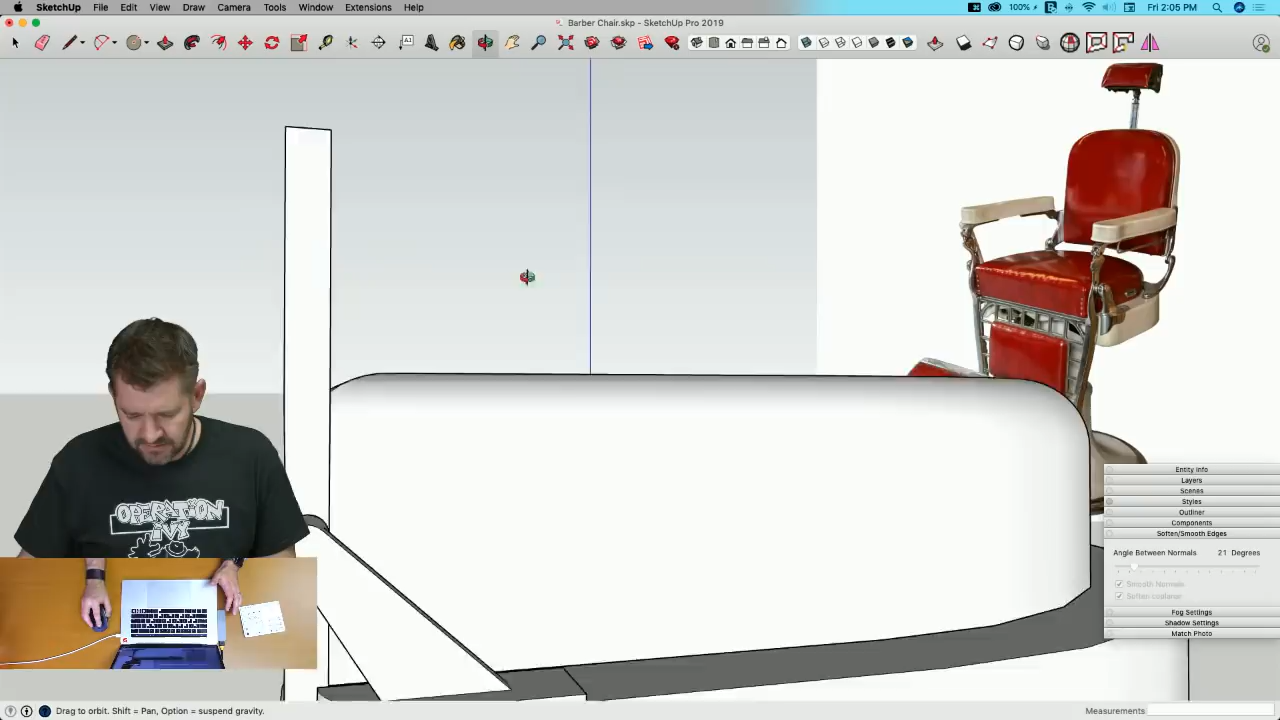 SketchUp File Edit View Draw Camera Tools Window Extensions Help 100% Fri 2:05 PM
Barber Chair.skp - SketchUp Pro 2019
OPERATION
IVY
Entity Info
Layers
Scenes
Styles
Outliner
Components
Soften/Smooth Edges
Angle Between Normals 21 Degrees
Smooth Normals
Soften coplanar
Fog Settings
Shadow Settings
Match Photo
Drag to orbit. Shift = Pan, Option = suspend gravity.
Measurements